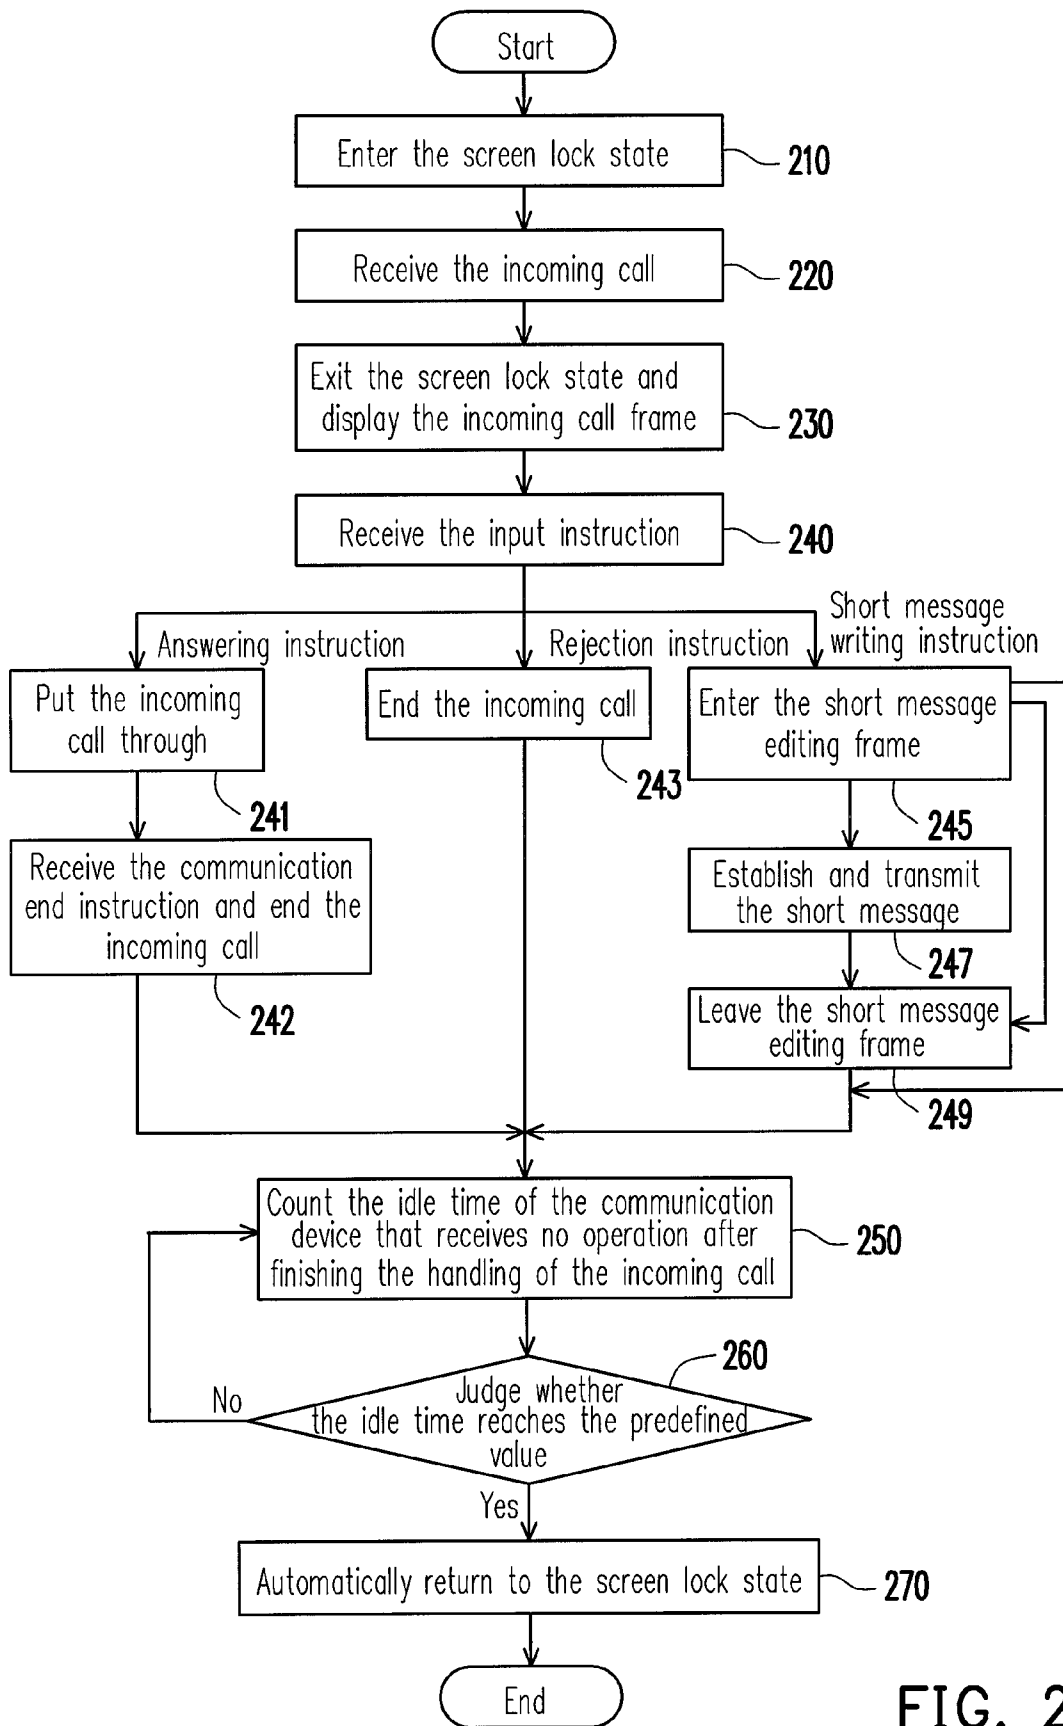 Start
Enter the screen lock state
210
Receive the incoming call
220
Exit the screen lock state and
display the incoming call frame
230
Receive the input instruction
240
Answering instruction
Rejection instruction
Short message
writing instruction
Put the incoming
call through
241
End the incoming call
243
Enter the short message
editing frame
245
Receive the communication
end instruction and end the
incoming call
242
Establish and transmit
the short message
247
Leave the short message
editing frame
249
Count the idle time of the communication
device that receives no operation after
finishing the handling of the incoming call
250
260
Judge whether
the idle time reaches the predefined
value
No
Yes
Automatically return to the screen lock state
270
End
FIG. 2